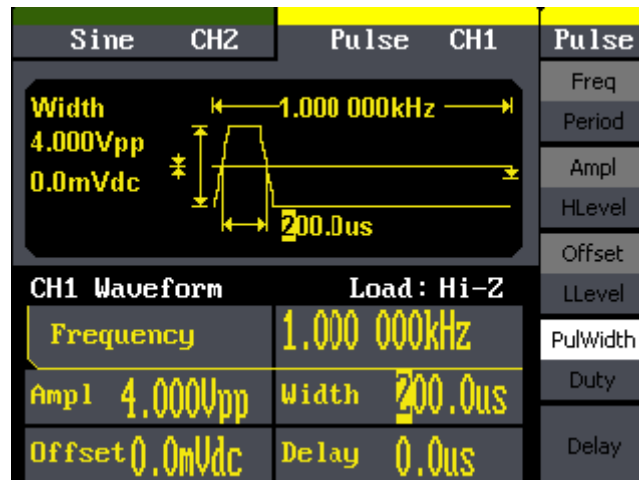 Sine CH2 Pulse CH1 Pulse
Freq
Period
Ampl
HLevel
Offset
LLevel
PulWidth
Duty
Delay
Width 1.000 000kHz
4.000Vpp
0.0mVdc
200.0us
CH1 Waveform Load: Hi-Z
Frequency 1.000 000kHz
Ampl 4.000Vpp Width 200.0us
Offset 0.0mVdc Delay 0.0us